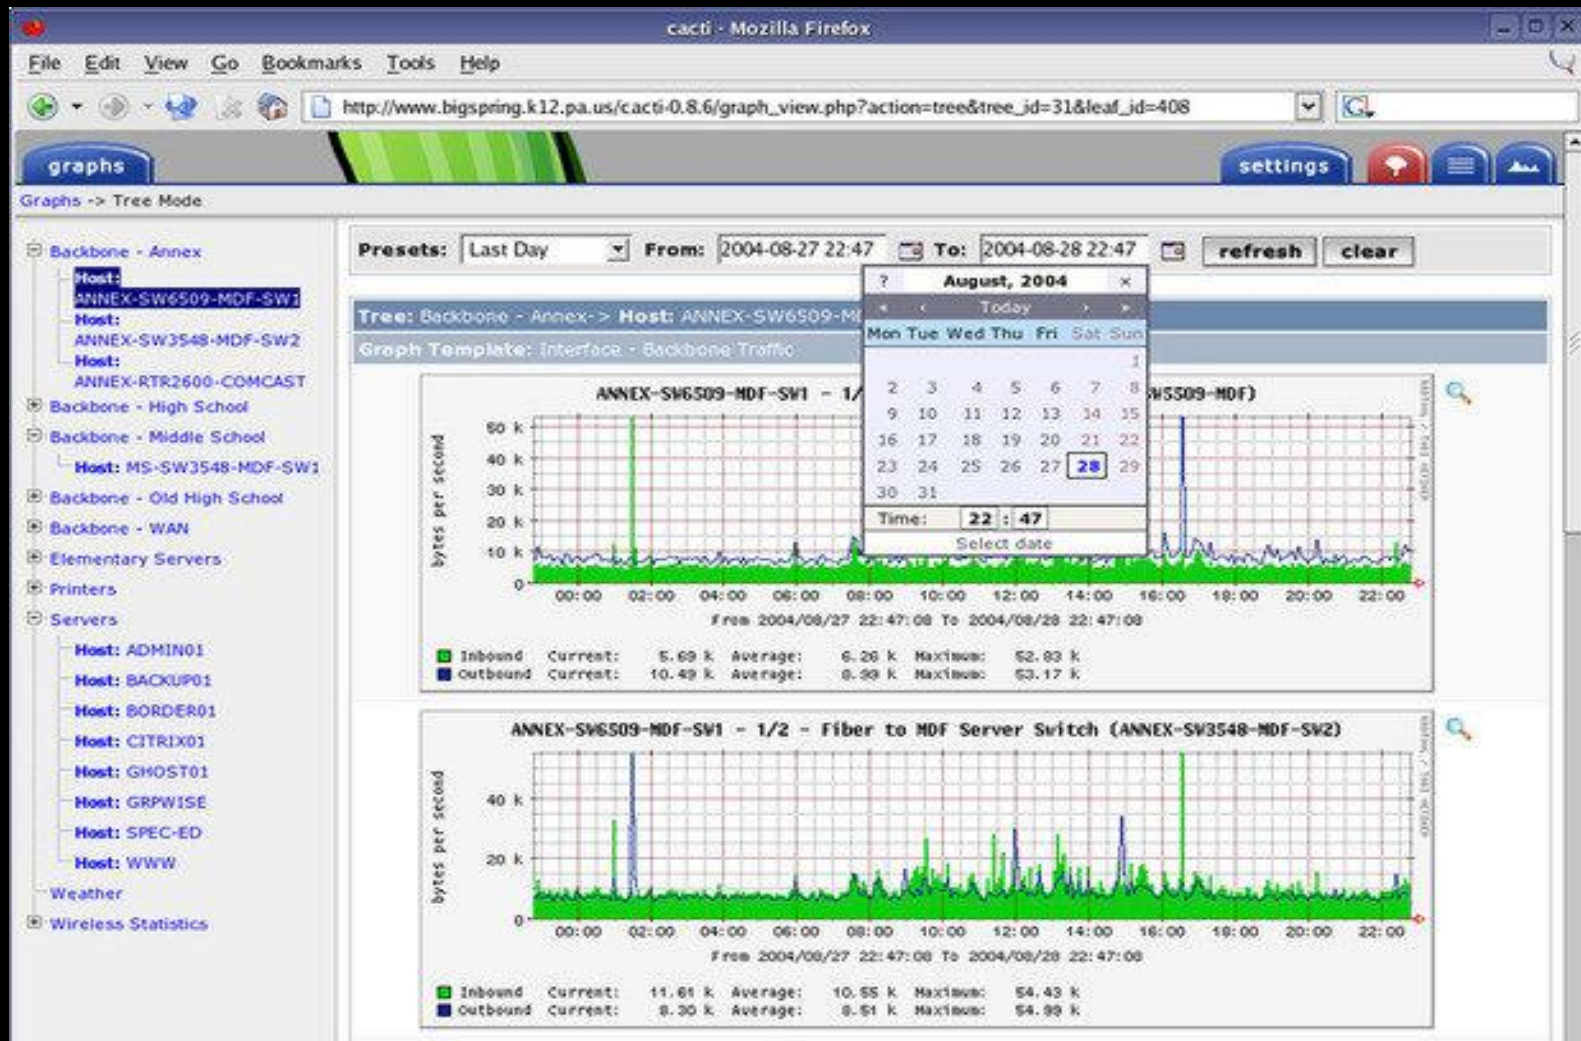 cacti - Mozilla Firefox
File Edit View Go Bookmarks Tools Help
http://www.bigspring.k12.pa.us/cacti-0.8.6/graph_view.php?action=tree&tree_id=31&leaf_id=408
graphs settings
Graphs -> Tree Mode
Backbone - Annex
Host:
ANNEX-SW6509-MDF-SW1
Host:
ANNEX-SW3548-MDF-SW2
Host:
ANNEX-RTR2600-COMCAST
Backbone - High School
Backbone - Middle School
Host: MS-SW3548-MDF-SW1
Backbone - Old High School
Backbone - WAN
Elementary Servers
Printers
Servers
Host: ADMIN01
Host: BACKUP01
Host: BORDER01
Host: CITRIX01
Host: GHOST01
Host: GRPWISE
Host: SPEC-ED
Host: WWW
Weather
Wireless Statistics
Presets: Last Day From: 2004-08-27 22:47 To: 2004-08-28 22:47 refresh clear
Tree: Backbone - Annex-> Host: ANNEX-SW6509-M
Graph Template: Interface - Backbone Traffic
? August, 2004 ×
« ‹ Today › »
Mon Tue Wed Thu Fri Sat Sun
1
2 3 4 5 6 7 8
9 10 11 12 13 14 15
16 17 18 19 20 21 22
23 24 25 26 27 28 29
30 31
Time: 22 : 47
Select date
ANNEX-SW6509-MDF-SW1 - 1/ W5509-MDF)
bytes per second
50 k
40 k
30 k
20 k
10 k
0
00:00 02:00 04:00 06:00 08:00 10:00 12:00 14:00 16:00 18:00 20:00 22:00
From 2004/08/27 22:47:08 To 2004/08/28 22:47:08
Inbound Current: 5.69 k Average: 6.26 k Maximum: 52.83 k
Outbound Current: 10.49 k Average: 8.99 k Maximum: 53.17 k
ANNEX-SW6509-MDF-SW1 - 1/2 - Fiber to MDF Server Switch (ANNEX-SW3548-MDF-SW2)
bytes per second
40 k
20 k
0
00:00 02:00 04:00 06:00 08:00 10:00 12:00 14:00 16:00 18:00 20:00 22:00
From 2004/08/27 22:47:08 To 2004/08/28 22:47:08
Inbound Current: 11.61 k Average: 10.55 k Maximum: 54.43 k
Outbound Current: 8.30 k Average: 8.51 k Maximum: 54.99 k